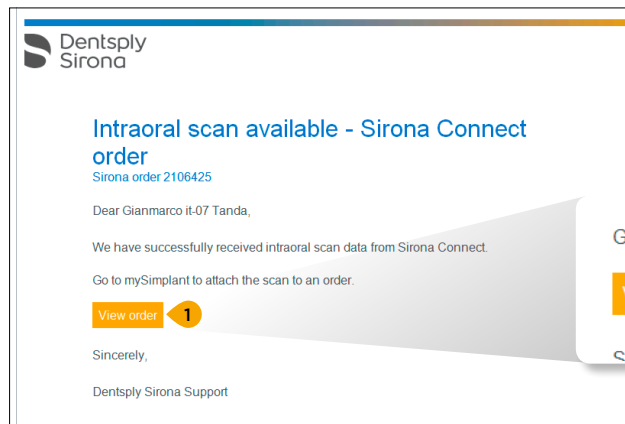 Dentsply
Sirona
Intraoral scan available - Sirona Connect
order
Sirona order 2106425
Dear Gianmarco it-07 Tanda,
We have successfully received intraoral scan data from Sirona Connect.
Go to mySimplant to attach the scan to an order.
View order
1
Sincerely,
Dentsply Sirona Support
G